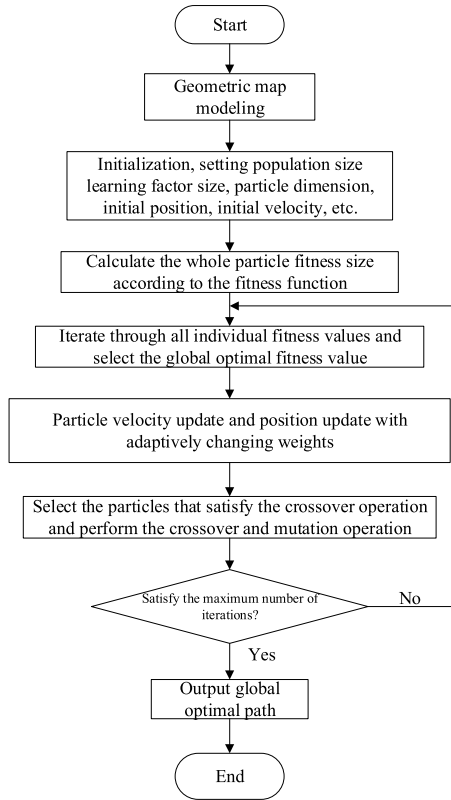 Start
Geometric map
modeling
Initialization, setting population size
learning factor size, particle dimension,
initial position, initial velocity, etc.
Calculate the whole particle fitness size
according to the fitness function
Iterate through all individual fitness values and
select the global optimal fitness value
Particle velocity update and position update with
adaptively changing weights
Select the particles that satisfy the crossover operation
and perform the crossover and mutation operation
Satisfy the maximum number of
iterations?
No
Yes
Output global
optimal path
End